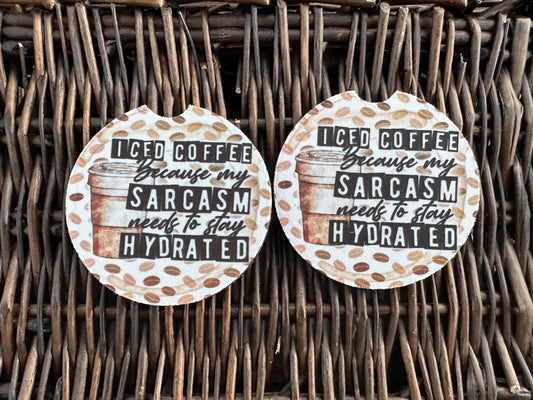 ICED COFFEE
Because my
SARCASM
needs to stay
HYDRATED
ICED COFFEE
Because my
SARCASM
needs to stay
HYDRATED